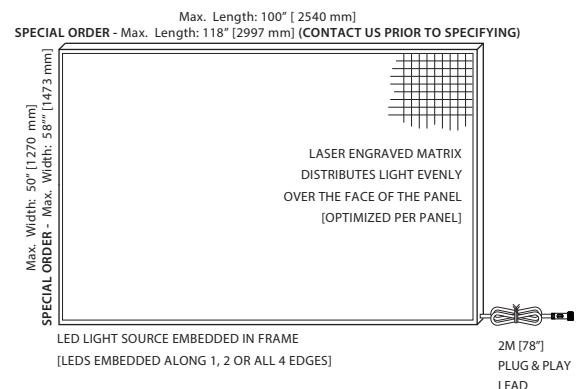 Max. Length: 100" [ 2540 mm]
SPECIAL ORDER - Max. Length: 118" [2997 mm] (CONTACT US PRIOR TO SPECIFYING)
Max. Width: 50" [1270 mm]
SPECIAL ORDER - Max. Width: 58"" [1473 mm]
LASER ENGRAVED MATRIX
DISTRIBUTES LIGHT EVENLY
OVER THE FACE OF THE PANEL
[OPTIMIZED PER PANEL]
LED LIGHT SOURCE EMBEDDED IN FRAME
[LEDS EMBEDDED ALONG 1, 2 OR ALL 4 EDGES]
2M [78"]
PLUG & PLAY
LEAD